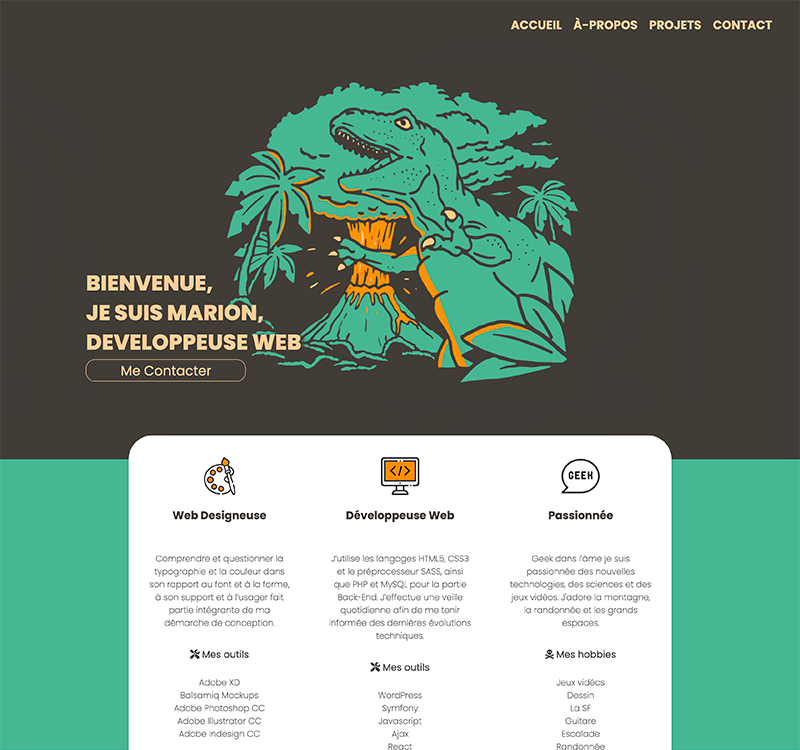 ACCUEIL À-PROPOS PROJETS CONTACT
BIENVENUE,
JE SUIS MARION,
DEVELOPPEUSE WEB
Me Contacter
Web Designeuse
Comprendre et questionner la
typographie et la couleur dans
son rapport au font et à la forme,
à son support et à l'usager fait
partie intégrante de ma
démarche de conception.
Mes outils
Adobe XD
Balsamiq Mockups
Adobe Photoshop CC
Adobe Illustrator CC
Adobe Indesign CC
Développeuse Web
J'utilise les langages HTML5, CSS3
et le préprocesseur SASS, ainsi
que PHP et MySQL pour la partie
Back-End. J'effectue une veille
quotidienne afin de me tenir
informée des dernières évolutions
techniques.
Mes outils
WordPress
Symfony
Javascript
Ajax
React
GEEK
Passionnée
Geek dans l'âme je suis
passionnée des nouvelles
technologies, des sciences et des
jeux vidéos. J'adore la montagne,
la randonnée et les grands
espaces.
Mes hobbies
Jeux vidéos
Dessin
La SF
Guitare
Escalade
Randonnée